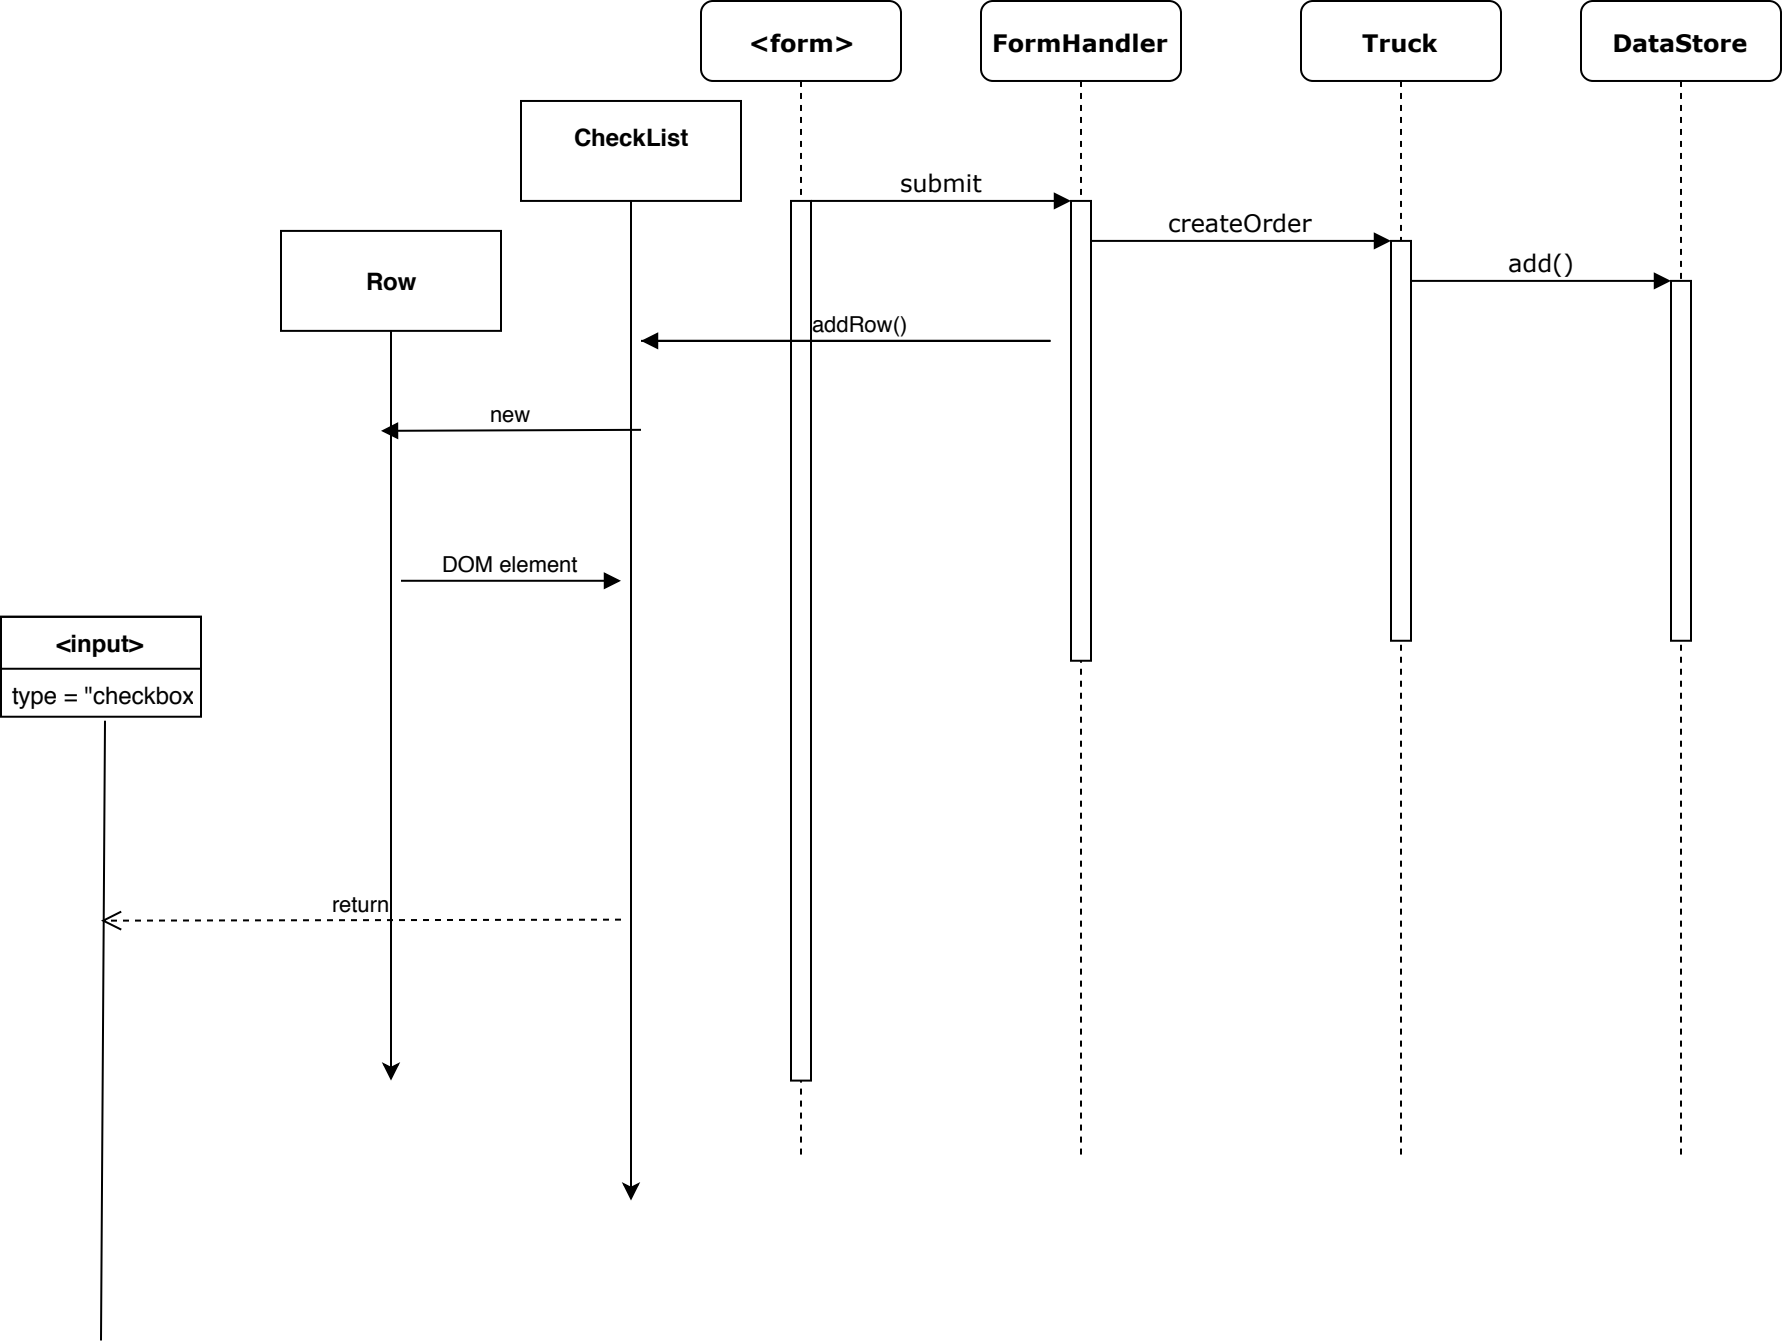 <form>
FormHandler
Truck
DataStore
CheckList
submit
createOrder
Row
add()
addRow()
new
DOM element
<input>
type = "checkbox
return